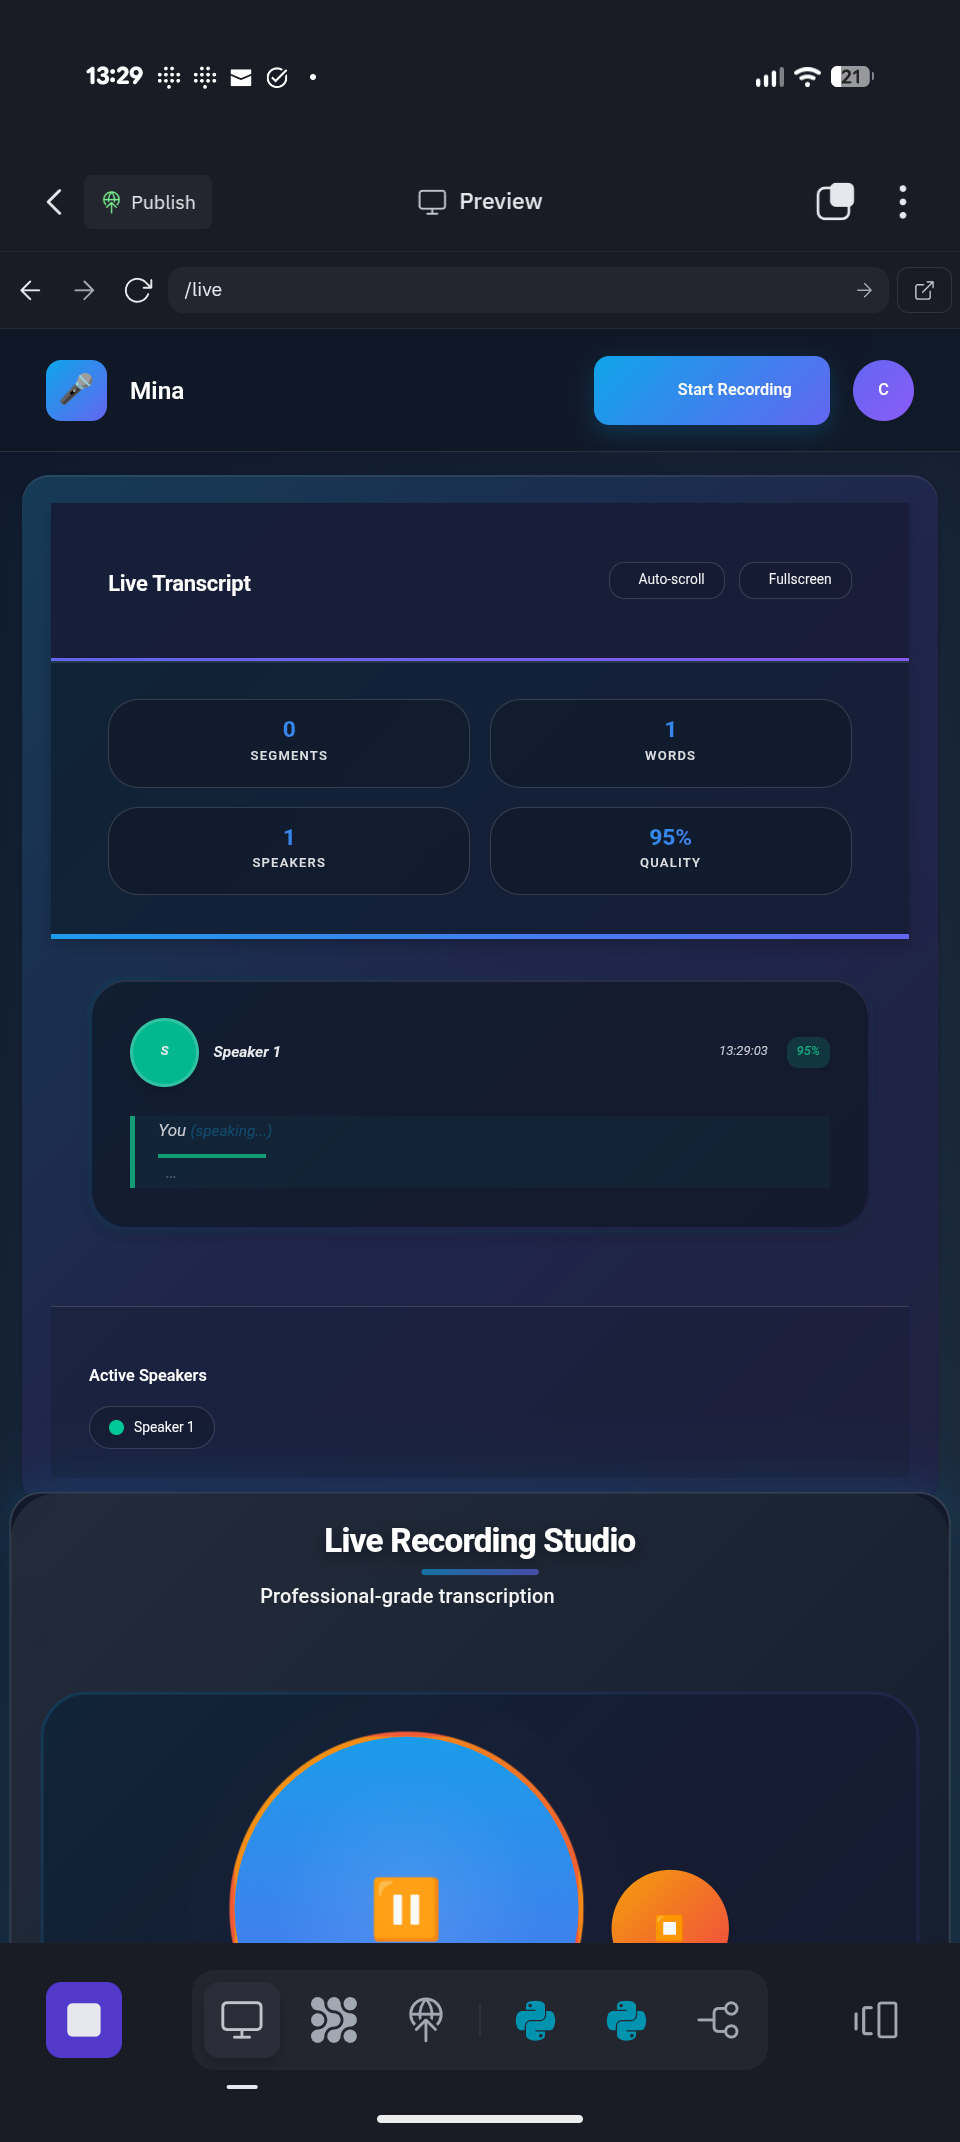 13:29
21
Publish
Preview
/live
Mina
Start Recording
C
Live Transcript
Auto-scroll
Fullscreen
0
SEGMENTS
1
WORDS
1
SPEAKERS
95%
QUALITY
S
Speaker 1
13:29:03
95%
You (speaking...)
...
Active Speakers
Speaker 1
Live Recording Studio
Professional-grade transcription